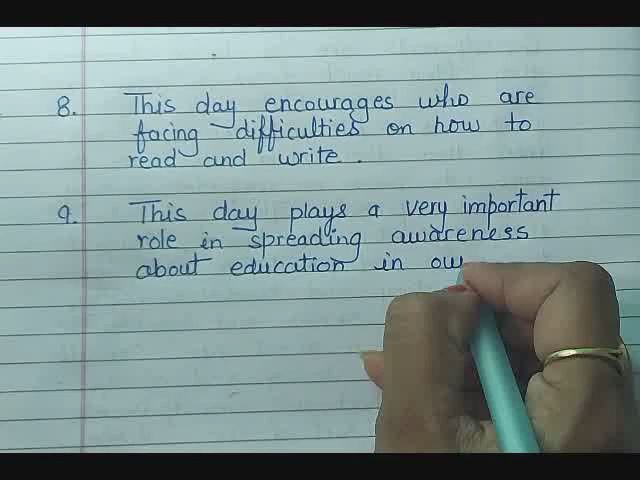 8. This day encourages who are
facing difficulties on how to
read and write.
9. This day plays a very important
role in spreading awareness
about education in ou